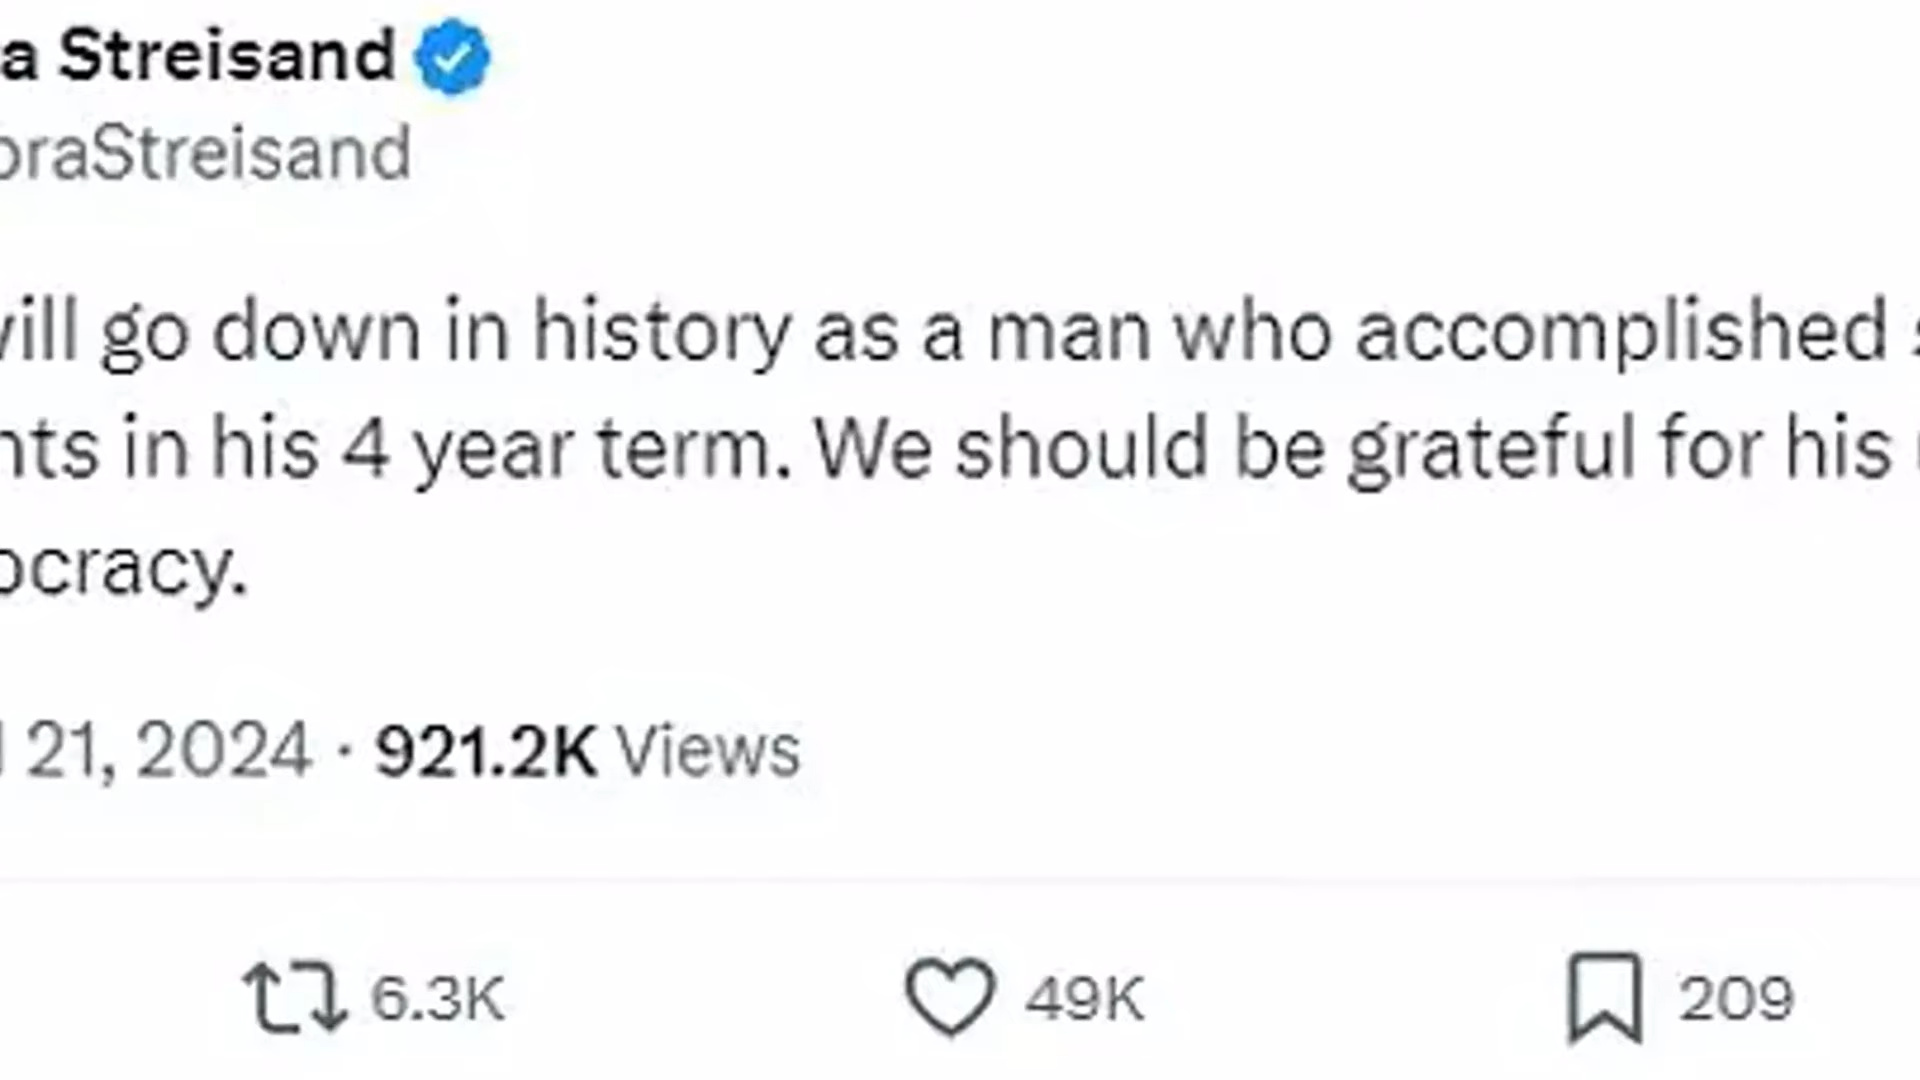 a Streisand
oraStreisand
will go down in history as a man who accomplished s
nts in his 4 year term. We should be grateful for his
ocracy.
l 21, 2024 · 921.2K Views
6.3K 49K 209